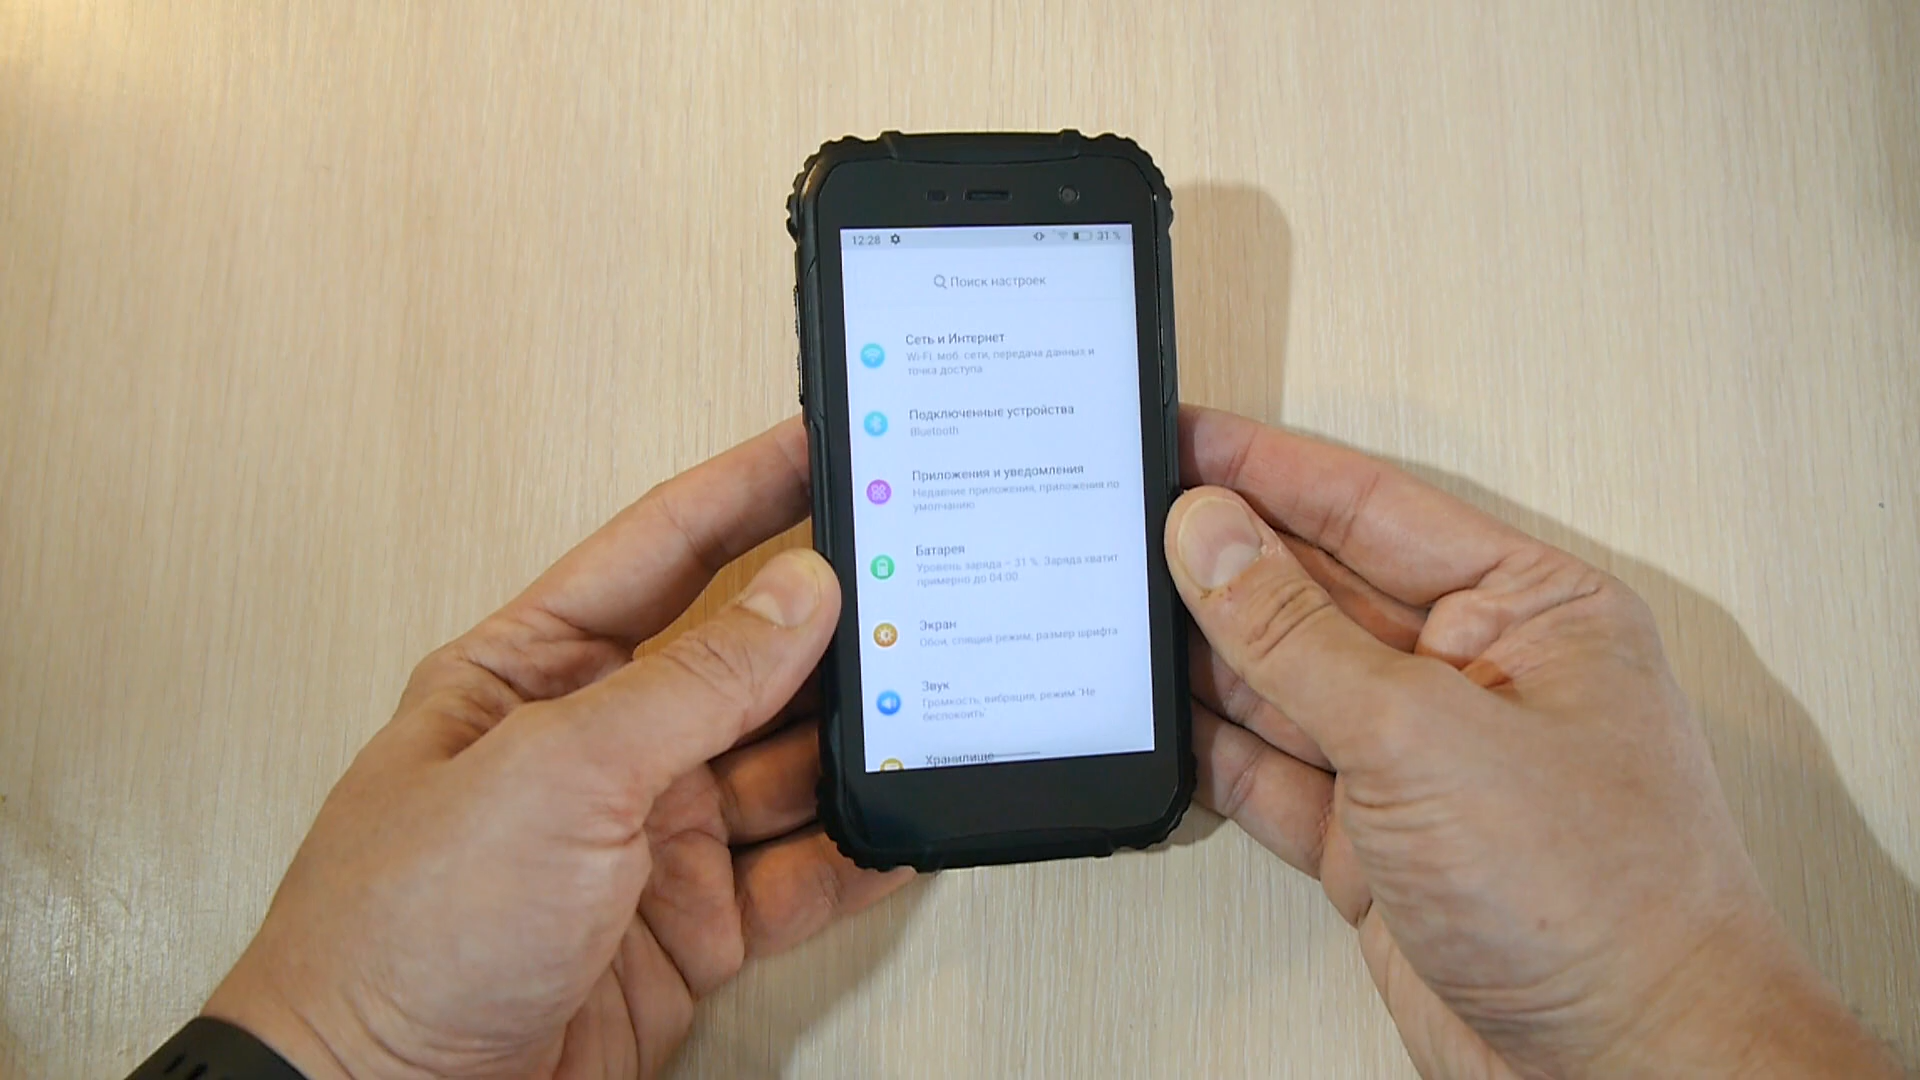 12:28 31 %
Поиск настроек
Сеть и Интернет
Wi-Fi, моб. сети, передача данных и
точка доступа
Подключенные устройства
Bluetooth
Приложения и уведомления
Недавние приложения, приложения по
умолчанию
Батарея
Уровень заряда – 31 %. Заряда хватит
примерно до 04:00
Экран
Обои, спящий режим, размер шрифта
Звук
Громкость, вибрации, режим "Не
беспокоить"
Хранилище